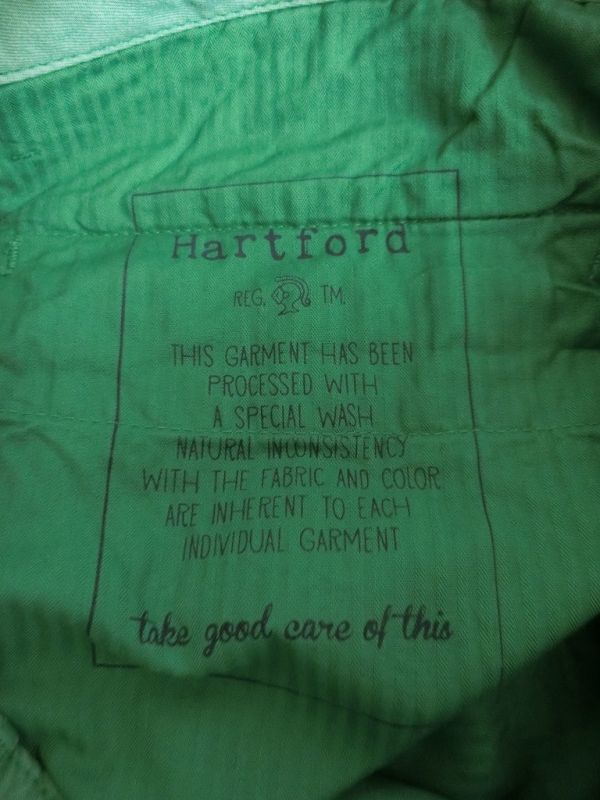 Hartford
REG. TM.
THIS GARMENT HAS BEEN
PROCESSED WITH
A SPECIAL WASH
NATURAL INCONSISTENCY
WITH THE FABRIC AND COLOR
ARE INHERENT TO EACH
INDIVIDUAL GARMENT
take good care of this